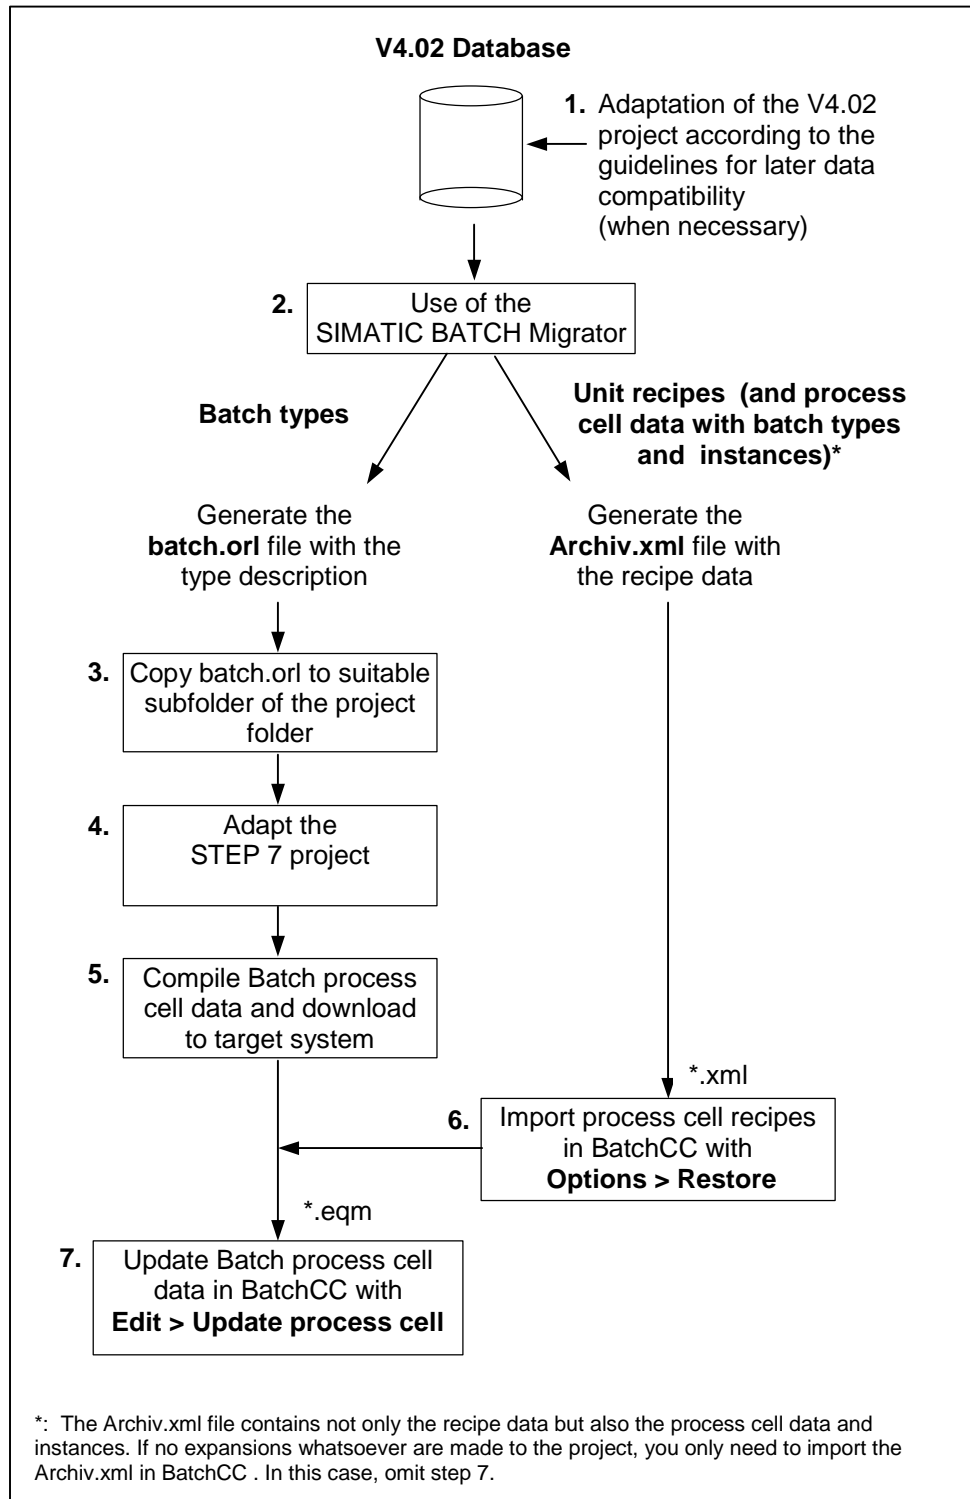 V4.02 Database
1. Adaptation of the V4.02
project according to the
guidelines for later data
compatibility
(when necessary)
2. Use of the
SIMATIC BATCH Migrator
Batch types
Unit recipes (and process
cell data with batch types
and instances)*
Generate the
batch.orl file with the
type description
Generate the
Archiv.xml file with
the recipe data
3. Copy batch.orl to suitable
subfolder of the project
folder
4. Adapt the
STEP 7 project
5. Compile Batch process
cell data and download
to target system
*.xml
6. Import process cell recipes
in BatchCC with
Options > Restore
*.eqm
7. Update Batch process cell
data in BatchCC with
Edit > Update process cell
*: The Archiv.xml file contains not only the recipe data but also the process cell data and
instances. If no expansions whatsoever are made to the project, you only need to import the
Archiv.xml in BatchCC . In this case, omit step 7.